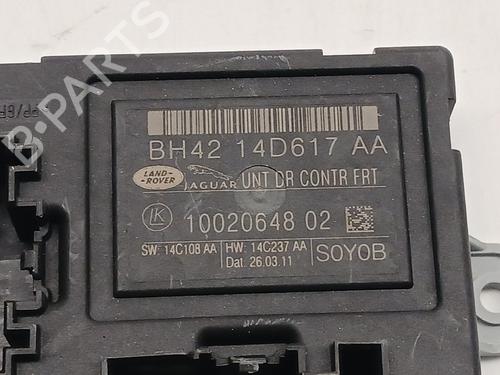 BH42 14D617 AA
LAND-
ROVER
JAGUAR
UNT DR CONTR FRT
LK
10020648 02
SW: 14C108 AA
HW: 14C237 AA
Dat. 26.03.11
SOYOB
B-PARTS